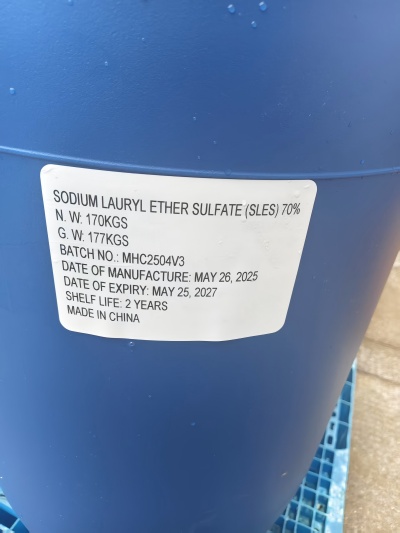 SODIUM LAURYL ETHER SULFATE (SLES) 70%
N. W: 170KGS
G. W: 177KGS
BATCH NO.: MHC2504V3
DATE OF MANUFACTURE: MAY 26, 2025
DATE OF EXPIRY: MAY 25, 2027
SHELF LIFE: 2 YEARS
MADE IN CHINA